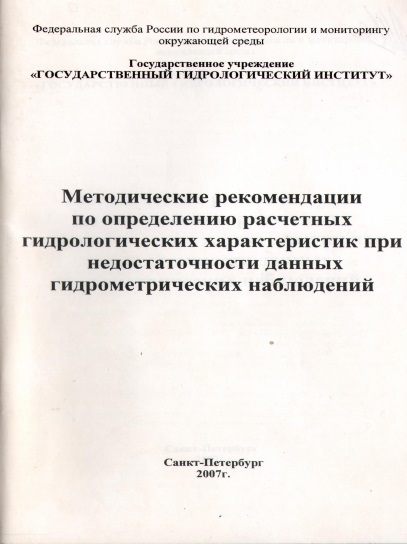 Федеральная служба России по гидрометеорологии и мониторингу
окружающей среды
Государственное учреждение
«ГОСУДАРСТВЕННЫЙ ГИДРОЛОГИЧЕСКИЙ ИНСТИТУТ»
Методические рекомендации
по определению расчетных
гидрологических характеристик при
недостаточности данных
гидрометрических наблюдений
Санкт-Петербург
2007г.